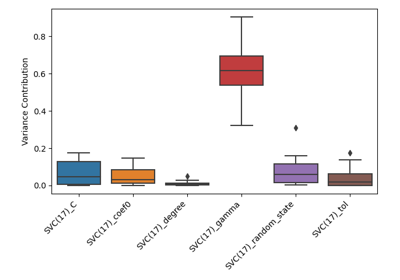 Variance Contribution
0.8
0.6
0.4
0.2
0.0
SVC(17)_C
SVC(17)_coef0
SVC(17)_degree
SVC(17)_gamma
SVC(17)_random_state
SVC(17)_tol